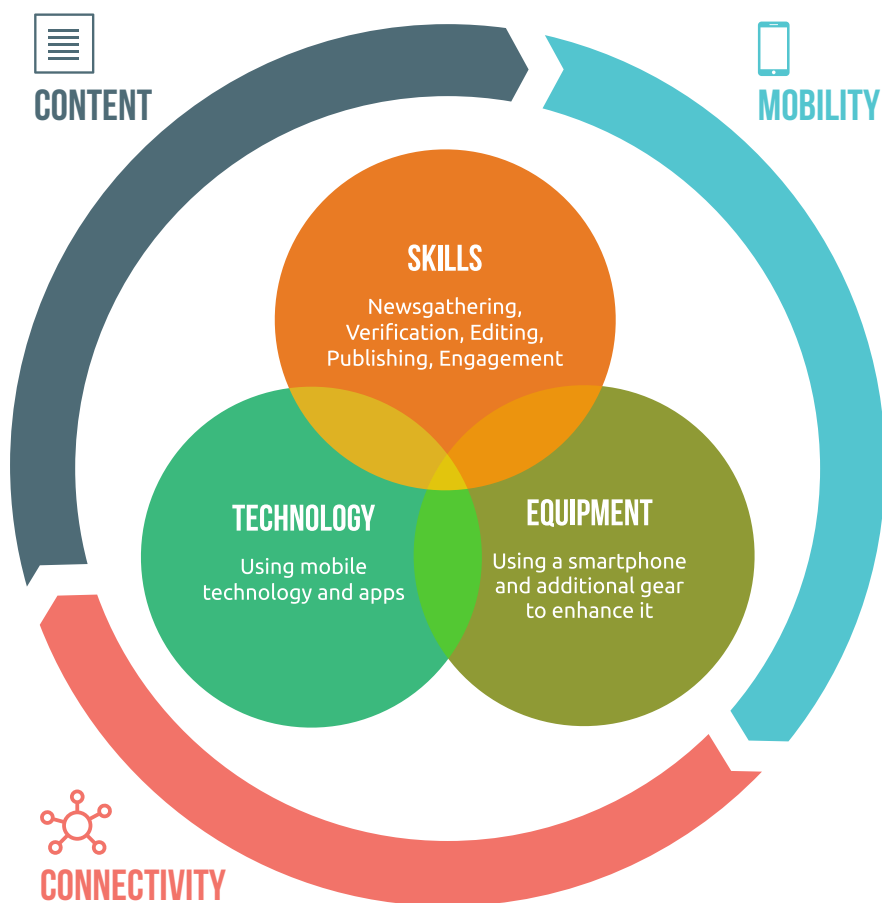 CONTENT
MOBILITY
SKILLS
Newsgathering,
Verification, Editing,
Publishing, Engagement
TECHNOLOGY
Using mobile
technology and apps
EQUIPMENT
Using a smartphone
and additional gear
to enhance it
CONNECTIVITY